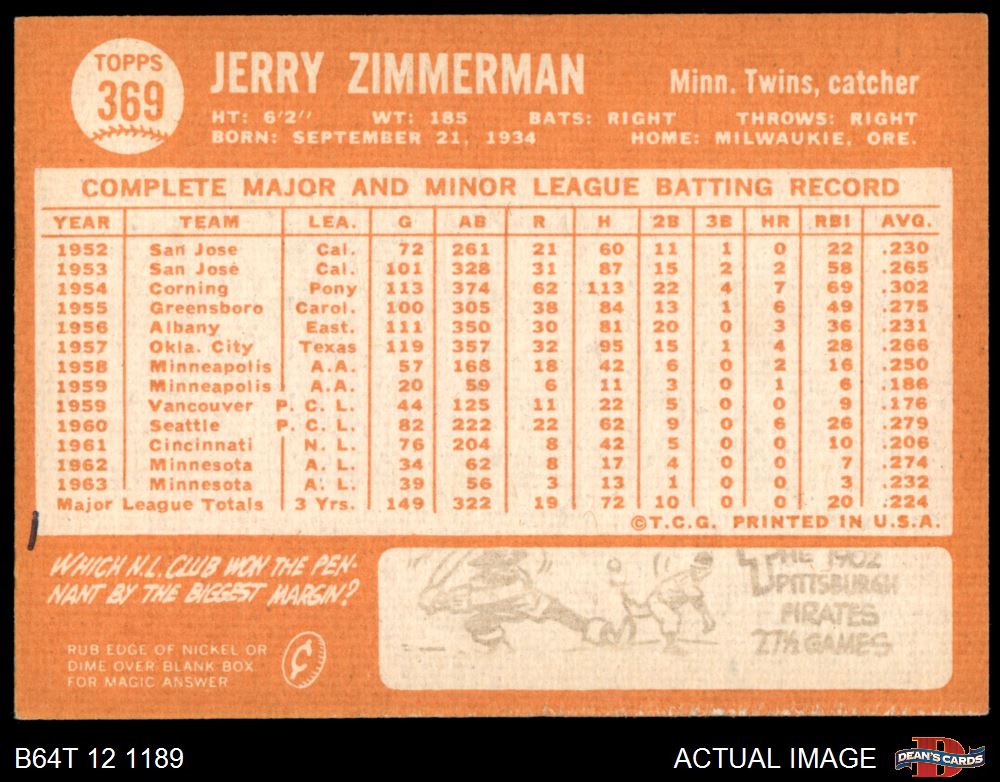 TOPPS
369
JERRY ZIMMERMAN
Minn. Twins, catcher
HT: 6'2" WT: 185 BATS: RIGHT THROWS: RIGHT
BORN: SEPTEMBER 21, 1934 HOME: MILWAUKIE, ORE.
COMPLETE MAJOR AND MINOR LEAGUE BATTING RECORD
YEAR TEAM LEA. G AB R H 2B 3B HR RBI AVG.
1952 San Jose Cal. 72 261 21 60 11 1 0 22 .230
1953 San José Cal. 101 328 31 87 15 2 2 58 .265
1954 Corning Pony 113 374 62 113 22 4 7 69 .302
1955 Greensboro Carol. 100 305 38 84 13 1 6 49 .275
1956 Albany East. 111 350 30 81 20 0 3 36 .231
1957 Okla. City Texas 119 357 32 95 15 1 4 28 .266
1958 Minneapolis A.A. 57 168 18 42 6 0 2 16 .250
1959 Minneapolis A.A. 20 59 6 11 3 0 1 6 .186
1959 Vancouver P. C. L. 44 125 11 22 5 0 0 9 .176
1960 Seattle P. C. L. 82 222 22 62 9 0 6 26 .279
1961 Cincinnati N. L. 76 204 8 42 5 0 0 10 .206
1962 Minnesota A. L. 34 62 8 17 4 0 0 7 .274
1963 Minnesota A. L. 39 56 3 13 1 0 0 3 .232
Major League Totals 3 Yrs. 149 322 19 72 10 0 0 20 .224
©T.C.G. PRINTED IN U.S.A.
WHICH N.L. CLUB WON THE PEN-
NANT BY THE BIGGEST MARGIN?
RUB EDGE OF NICKEL OR
DIME OVER BLANK BOX
FOR MAGIC ANSWER
¢
THE 1902
PITTSBURGH
PIRATES
27½ GAMES
B64T 12 1189
ACTUAL IMAGE
D
DEAN'S CARDS